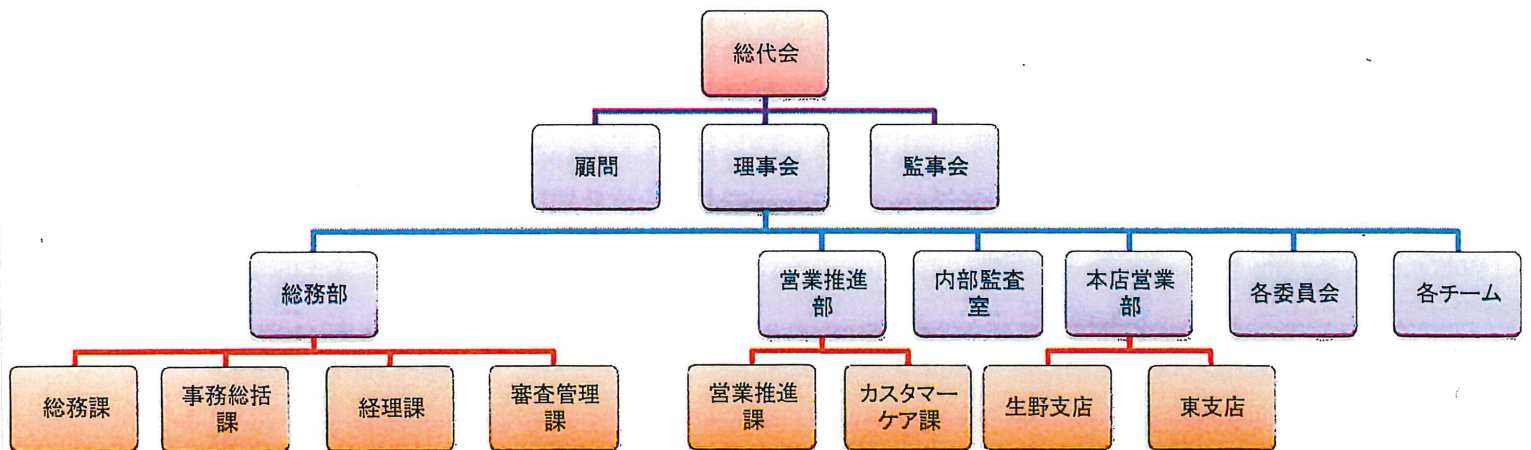 総代会
顧問
理事会
監事会
総務部
営業推進
部
内部監査
室
本店営業
部
各委員会
各チーム
総務課
事務総括
課
経理課
審査管理
課
営業推進
課
カスタマー
ケア課
生野支店
東支店